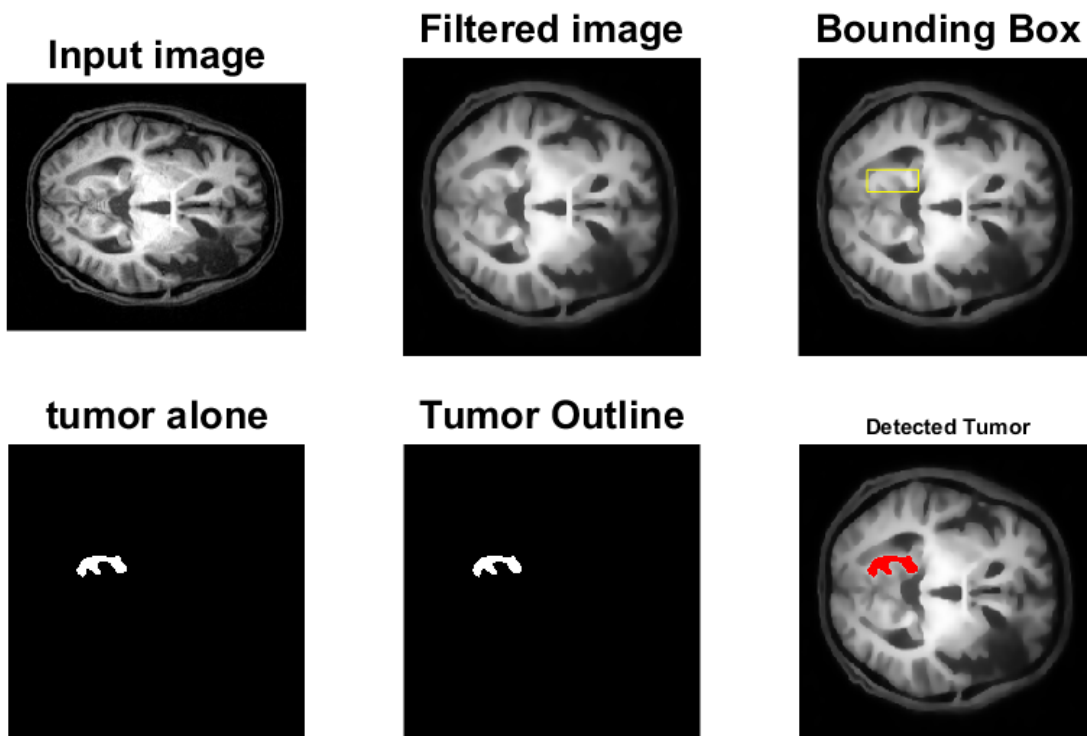 Input image
Filtered image
Bounding Box
tumor alone
Tumor Outline
Detected Tumor